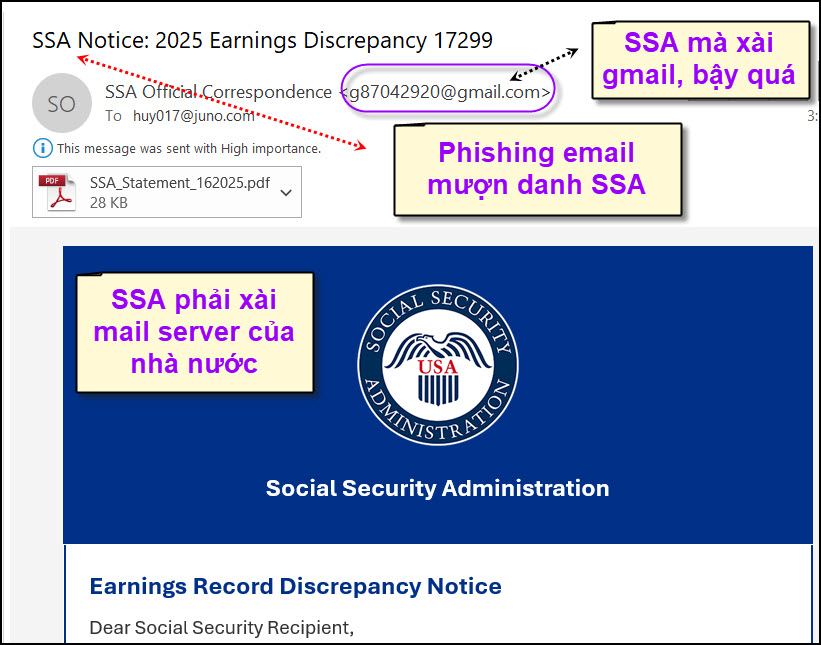 SSA Notice: 2025 Earnings Discrepancy 17299
SSA mà xài
gmail, bậy quá
SO
SSA Official Correspondence <g87042920@gmail.com>
To huy017@juno.com
3:
This message was sent with High importance.
Phishing email
mượn danh SSA
PDF
SSA_Statement_162025.pdf
28 KB
SSA phải xài
mail server của
nhà nước
SOCIAL SECURITY
USA
ADMINISTRATION
Social Security Administration
Earnings Record Discrepancy Notice
Dear Social Security Recipient,